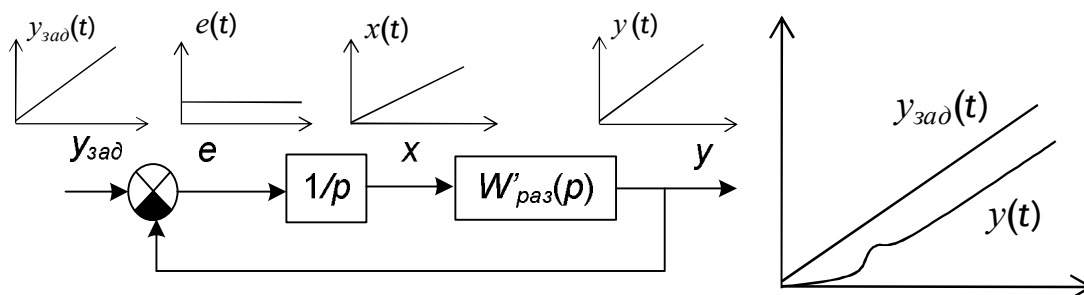 yзад(t) e(t) x(t) y(t)
yзад e x y
1/p W'раз(p)
yзад(t)
y(t)